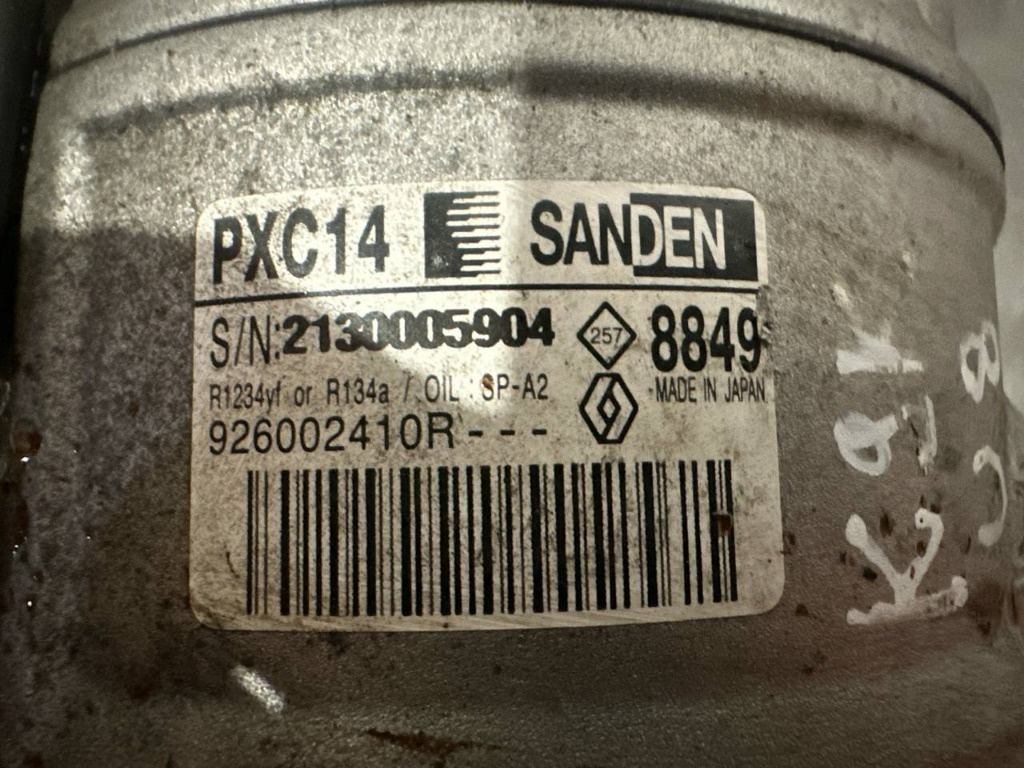 PXC14 SANDEN
S/N:2130005904 257 8849
R1234yf or R134a / OIL : SP-A2 MADE IN JAPAN
926002410R---